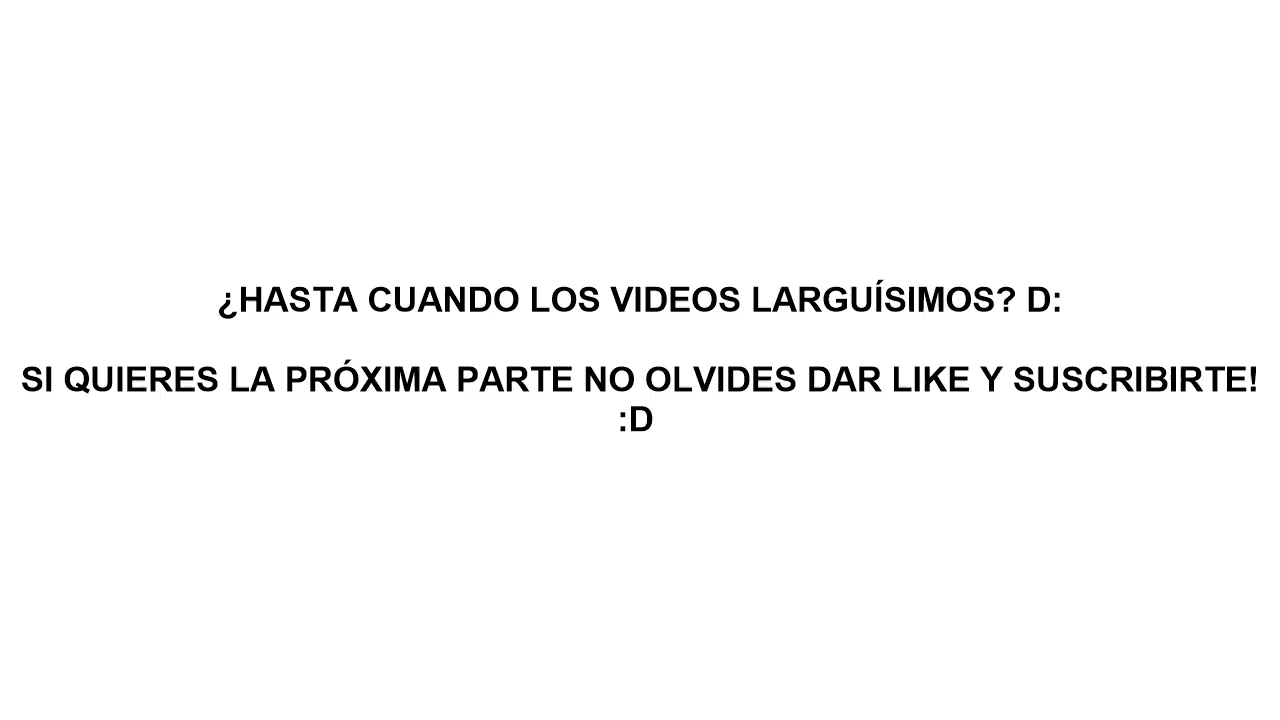 ¿HASTA CUANDO LOS VIDEOS LARGUÍSIMOS? D:
SI QUIERES LA PRÓXIMA PARTE NO OLVIDES DAR LIKE Y SUSCRIBIRTE!
:D